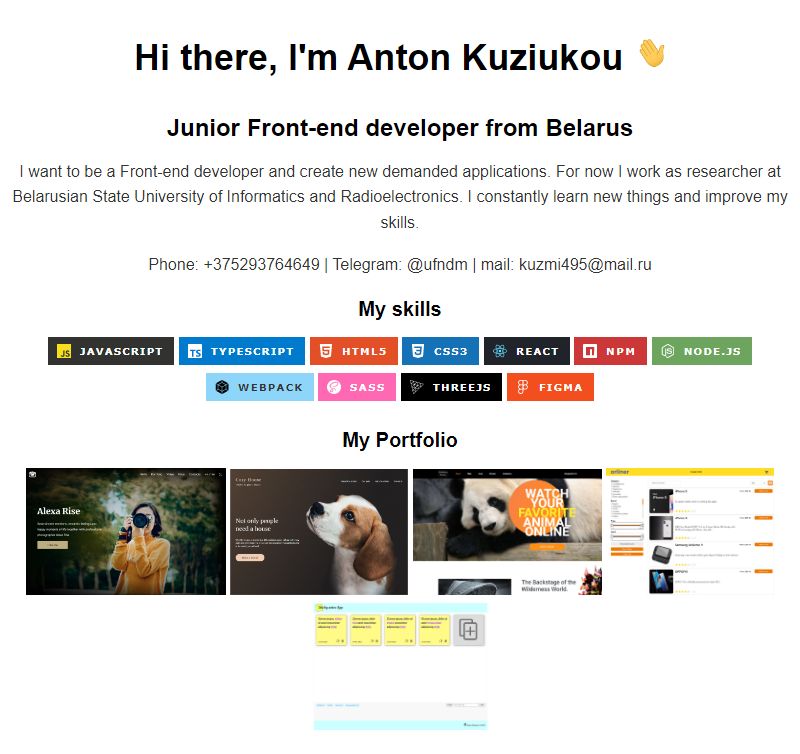 Hi there, I'm Anton Kuziukou
Junior Front-end developer from Belarus
I want to be a Front-end developer and create new demanded applications. For now I work as researcher at
Belarusian State University of Informatics and Radioelectronics. I constantly learn new things and improve my
skills.
Phone: +375293764649 | Telegram: @ufndm | mail: kuzmi495@mail.ru
My skills
JS JAVASCRIPT TS TYPESCRIPT HTML5 CSS3 REACT NPM NODE.JS
WEBPACK SASS THREEJS FIGMA
My Portfolio
Alexa Rise
Cozy House
Not only people
need a house
WATCH
YOUR
FAVORITE
ANIMAL
ONLINE
The Backstage of the
Wilderness World.
onliner